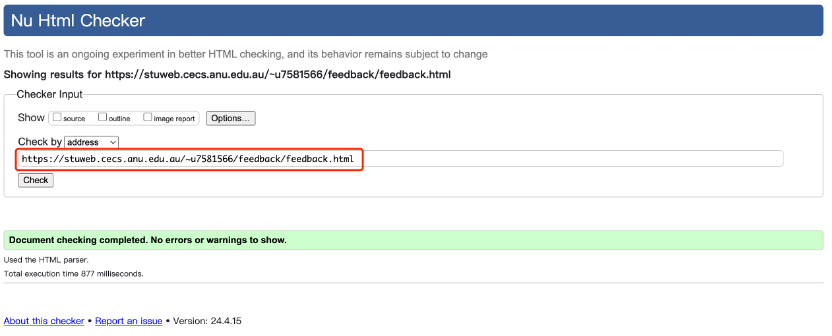 Nu Html Checker
This tool is an ongoing experiment in better HTML checking, and its behavior remains subject to change
Showing results for https://stuweb.cecs.anu.edu.au/~u7581566/feedback/feedback.html
Checker Input
Show source outline image report Options...
Check by address
https://stuweb.cecs.anu.edu.au/~u7581566/feedback/feedback.html
Check
Document checking completed. No errors or warnings to show.
Used the HTML parser.
Total execution time 877 milliseconds.
About this checker • Report an issue • Version: 24.4.15